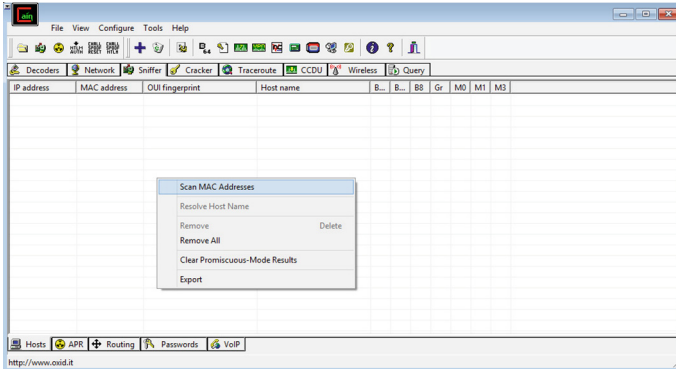 ain
File View Configure Tools Help
Decoders Network Sniffer Cracker Traceroute CCDU Wireless Query
IP address MAC address OUI fingerprint Host name B... B... B8 Gr M0 M1 M3
Scan MAC Addresses
Resolve Host Name
Remove Delete
Remove All
Clear Promiscuous-Mode Results
Export
Hosts APR Routing Passwords VoIP
http://www.oxid.it